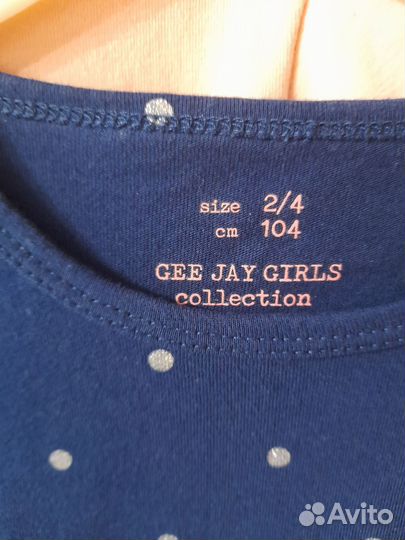 size 2/4
cm 104
GEE JAY GIRLS
collection
Avito